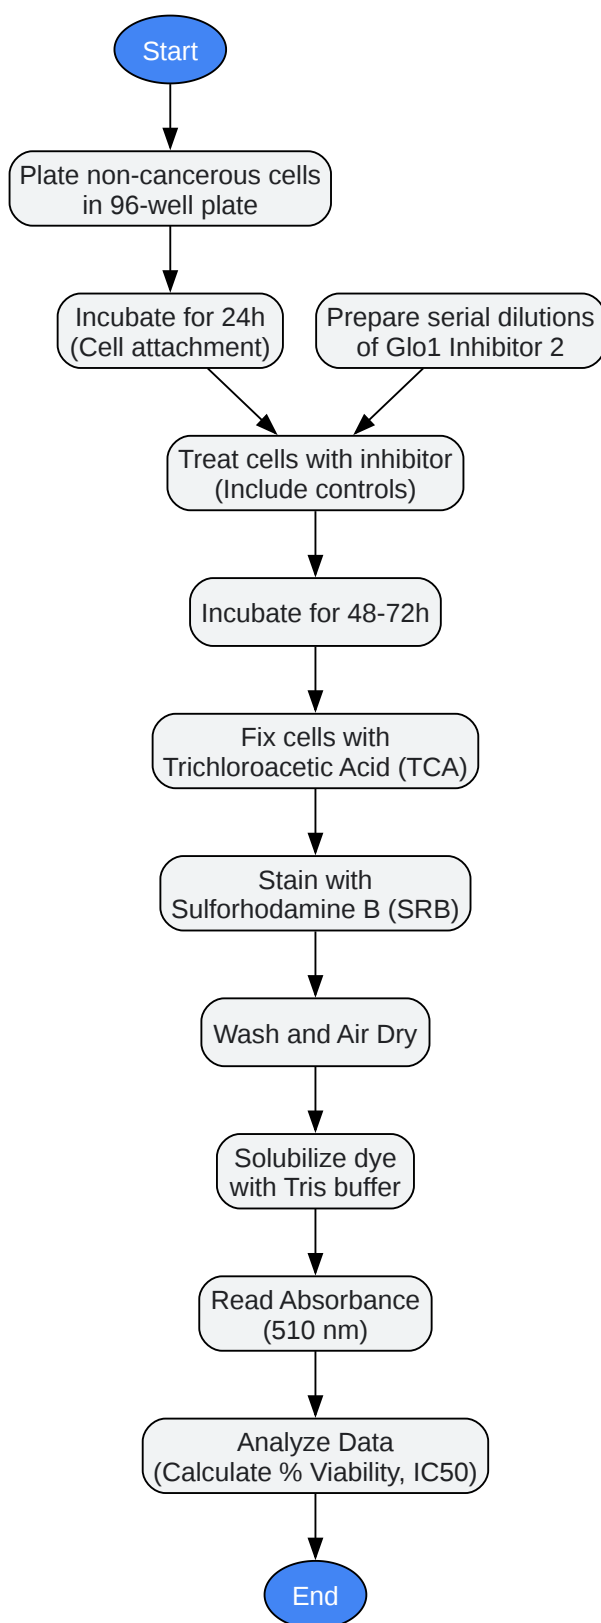 Start
Plate non-cancerous cells
in 96-well plate
Incubate for 24h
(Cell attachment)
Prepare serial dilutions
of Glo1 Inhibitor 2
Treat cells with inhibitor
(Include controls)
Incubate for 48-72h
Fix cells with
Trichloroacetic Acid (TCA)
Stain with
Sulforhodamine B (SRB)
Wash and Air Dry
Solubilize dye
with Tris buffer
Read Absorbance
(510 nm)
Analyze Data
(Calculate % Viability, IC50)
End